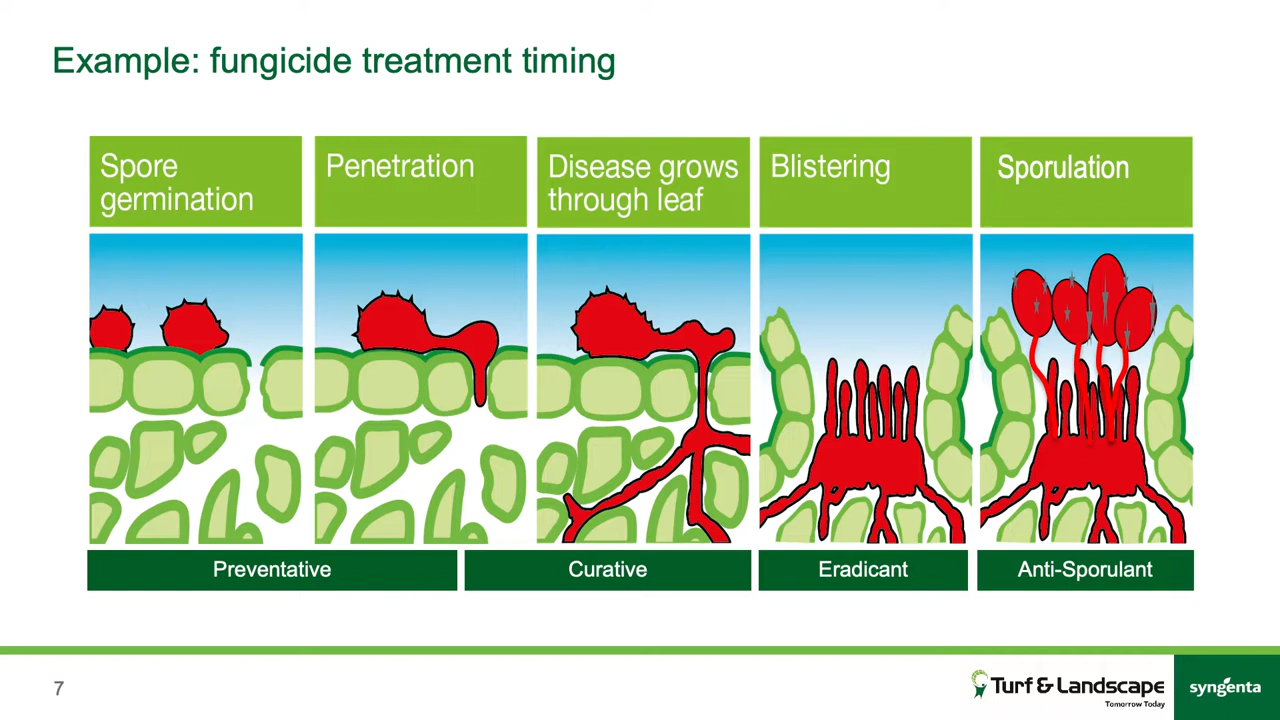 Example: fungicide treatment timing
Spore
germination
Penetration
Disease grows
through leaf
Blistering
Sporulation
Preventative
Curative
Eradicant
Anti-Sporulant
7
Turf & Landscape
Tomorrow Today
syngenta